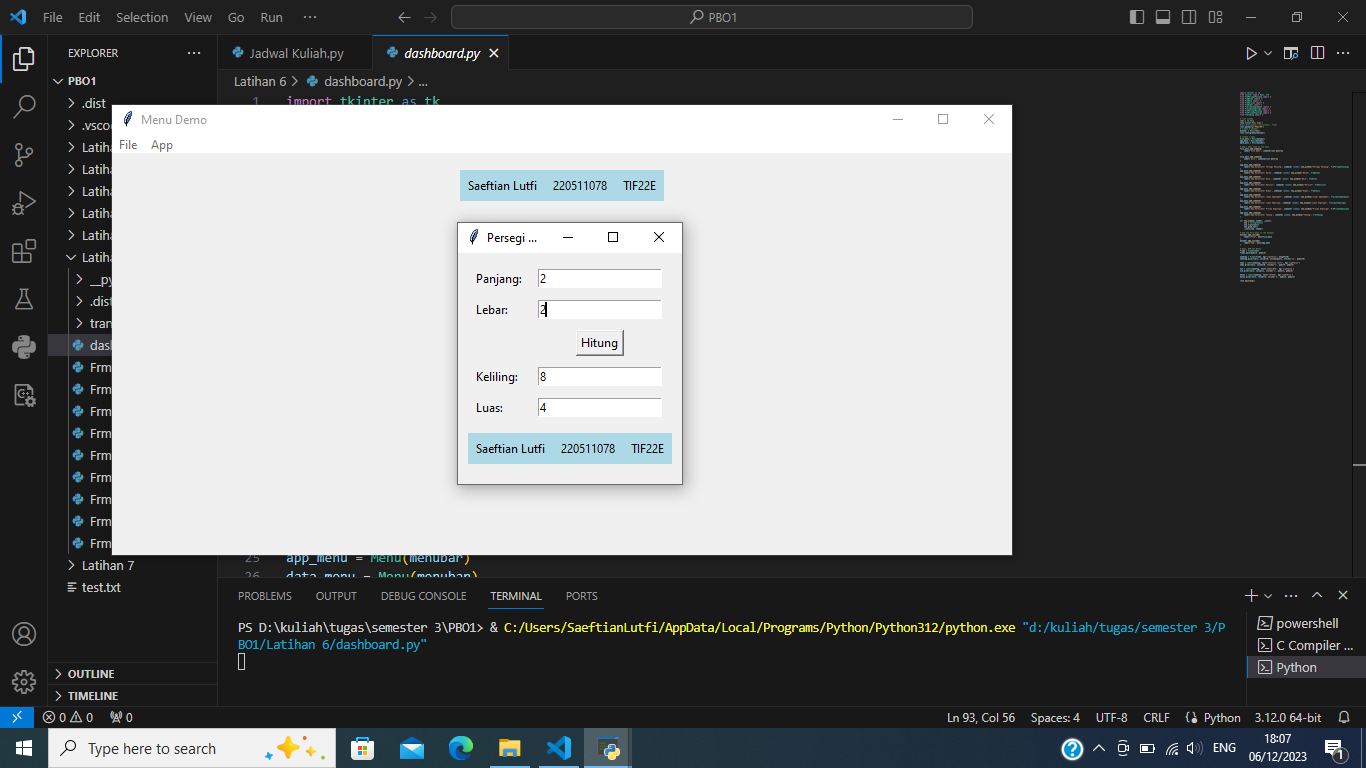 File Edit Selection View Go Run ··· PBO1
EXPLORER ···
Jadwal Kuliah.py dashboard.py
PBO1
Latihan 6 > dashboard.py > ...
.dist
1 import tkinter as tk
.vscod
Latiha
Latiha
Latiha
Latiha
Latiha
Latiha
__py
.dist
tran
dash
Frm
Frm
Frm
Frm
Frm
Frm
Frm
Frm
Frm
Latihan 7
test.txt
OUTLINE
TIMELINE
Menu Demo
File App
Saeftian Lutfi 220511078 TIF22E
Persegi ...
Panjang: 2
Lebar: 2
Hitung
Keliling: 8
Luas: 4
Saeftian Lutfi 220511078 TIF22E
25 app_menu = Menu(menubar)
26 data_menu = Menu(menubar)
PROBLEMS OUTPUT DEBUG CONSOLE TERMINAL PORTS
PS D:\kuliah\tugas\semester 3\PBO1> & C:/Users/SaeftianLutfi/AppData/Local/Programs/Python/Python312/python.exe "d:/kuliah/tugas/semester 3/P
BO1/Latihan 6/dashboard.py"
powershell
C Compiler ...
Python
0 0 0 Ln 93, Col 56 Spaces: 4 UTF-8 CRLF Python 3.12.0 64-bit
Type here to search
ENG
18:07
06/12/2023
1